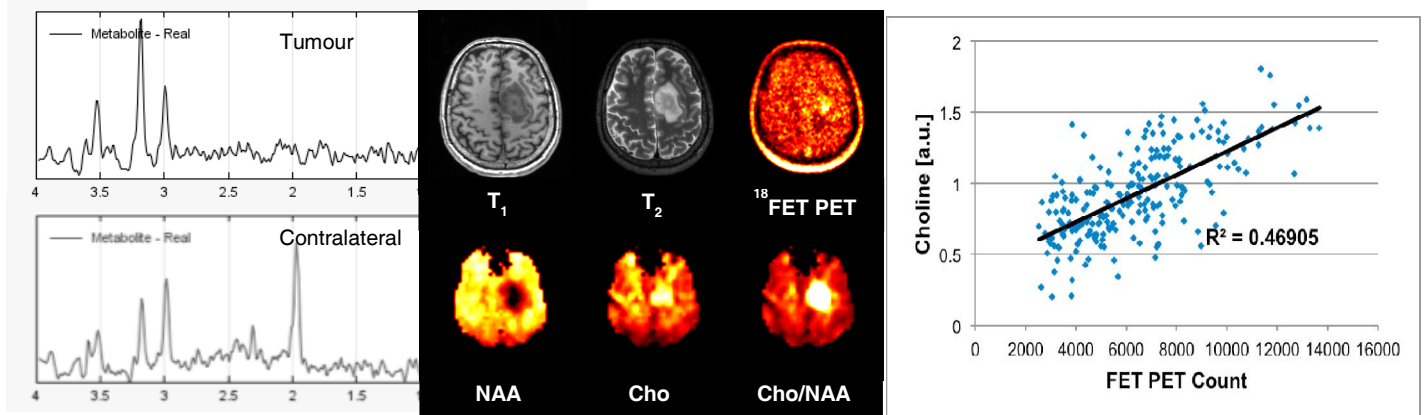 Metabolite - Real
Tumour
4 3.5 3 2.5 2 1.5 1
Metabolite - Real
Contralateral
4 3.5 3 2.5 2 1.5 1
T1 T2 18FET PET
NAA Cho Cho/NAA
2
1.5
1
0.5
0
Choline [a.u.]
R² = 0.46905
0 2000 4000 6000 8000 10000 12000 14000 16000
FET PET Count